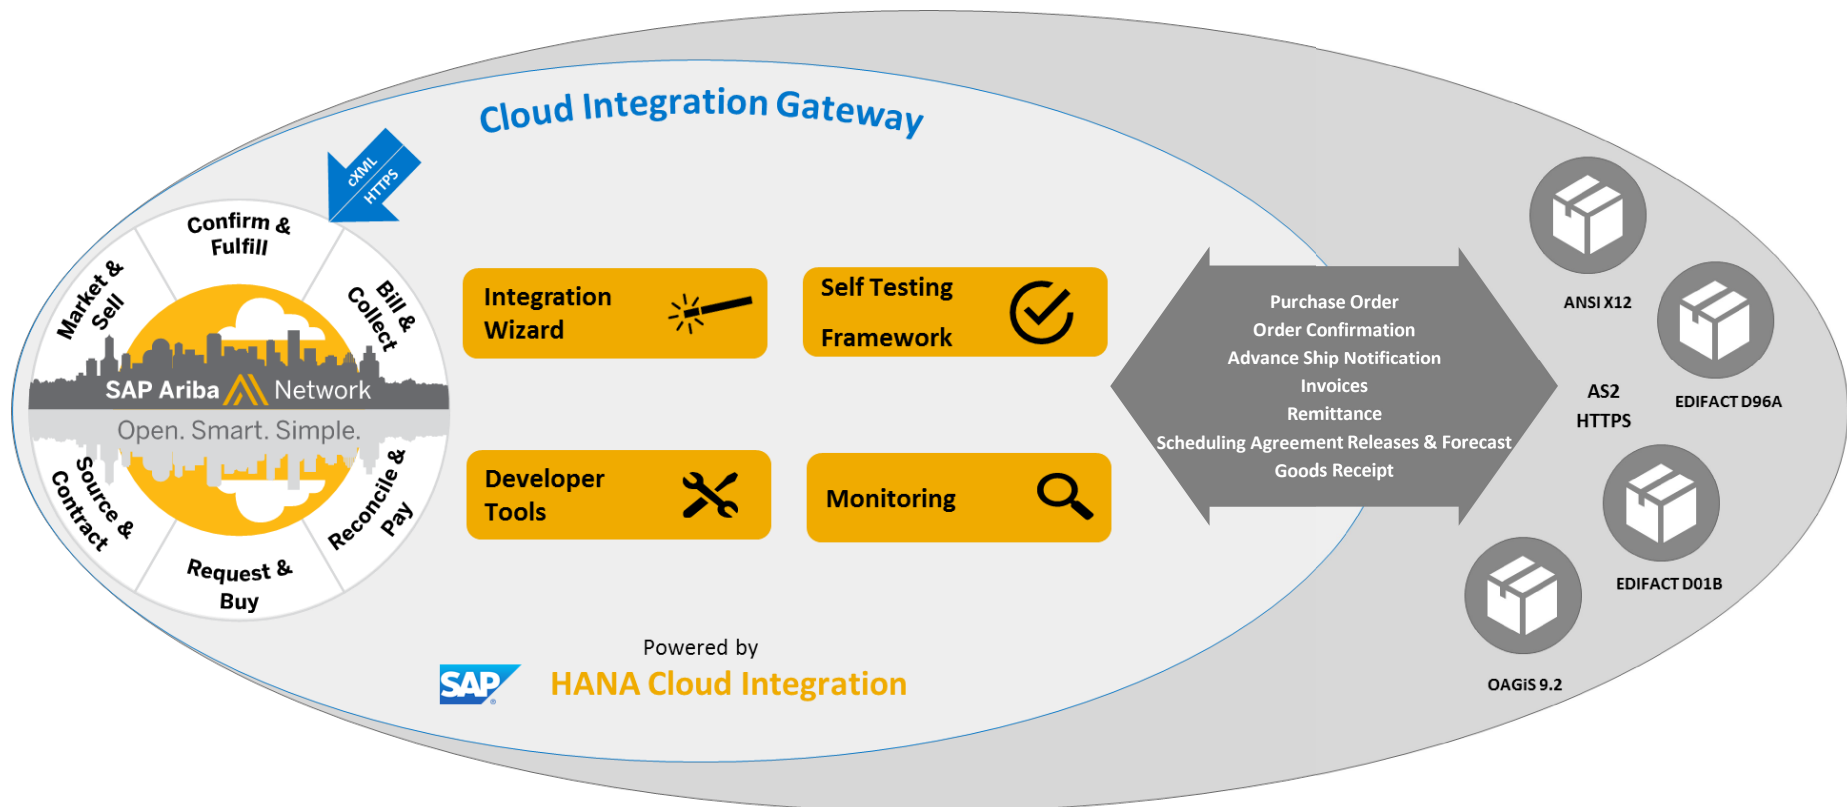 Cloud Integration Gateway
cXML
HTTPS
Confirm &
Fulfill
Market &
Sell
Bill &
Collect
SAP Ariba Network
Open. Smart. Simple.
Source &
Contract
Request &
Buy
Reconcile &
Pay
Integration
Wizard
Self Testing
Framework
Developer
Tools
Monitoring
Powered by
SAP
HANA Cloud Integration
Purchase Order
Order Confirmation
Advance Ship Notification
Invoices
Remittance
Scheduling Agreement Releases & Forecast
Goods Receipt
ANSI X12
EDIFACT D96A
AS2
HTTPS
EDIFACT D01B
OAGiS 9.2